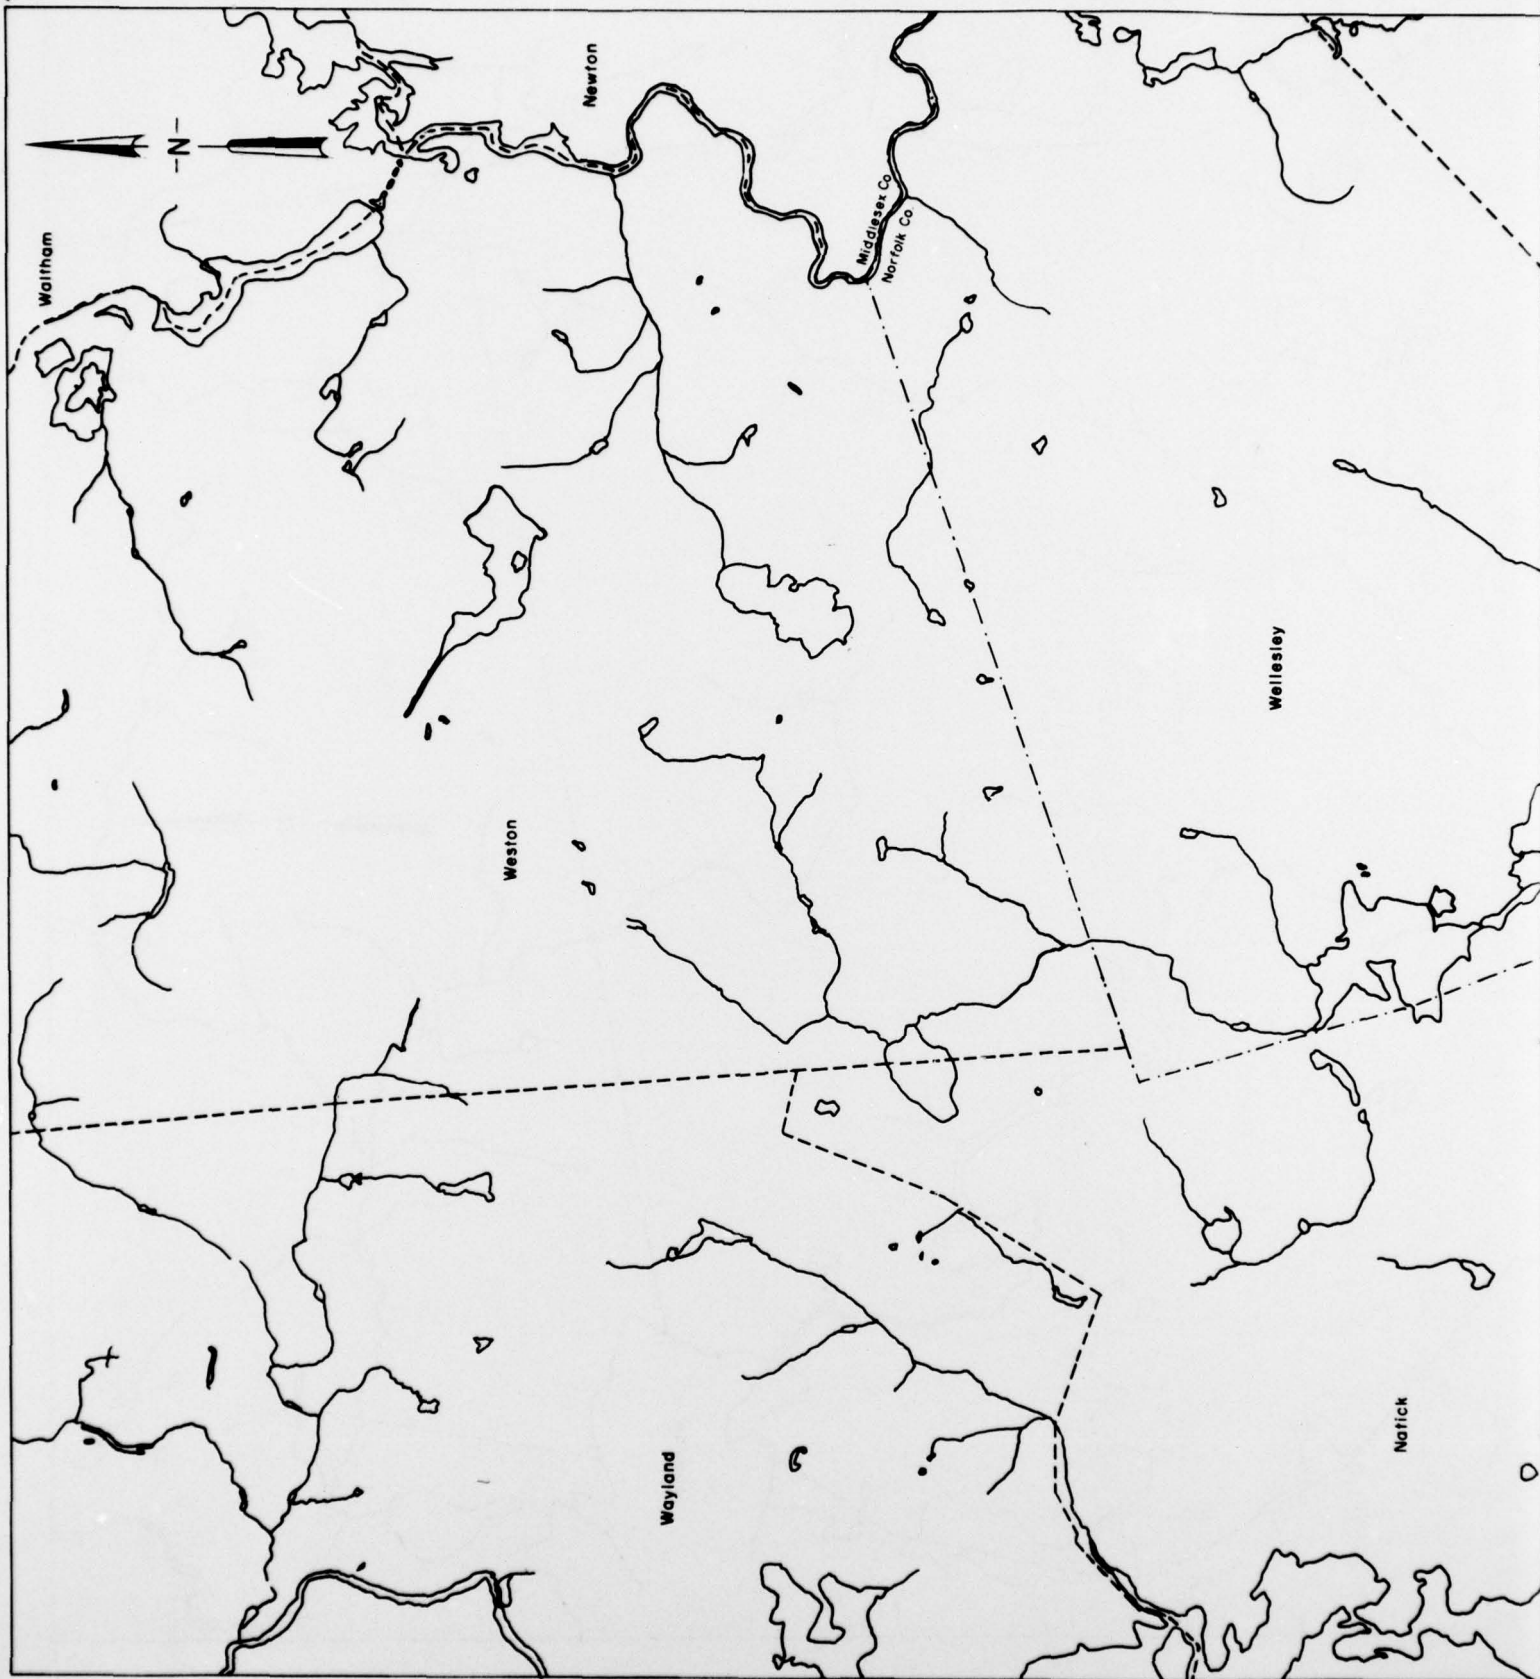 Waltham
-N-
Newton
Middlesex Co.
Norfolk Co.
Weston
Wellesley
Wayland
Natick